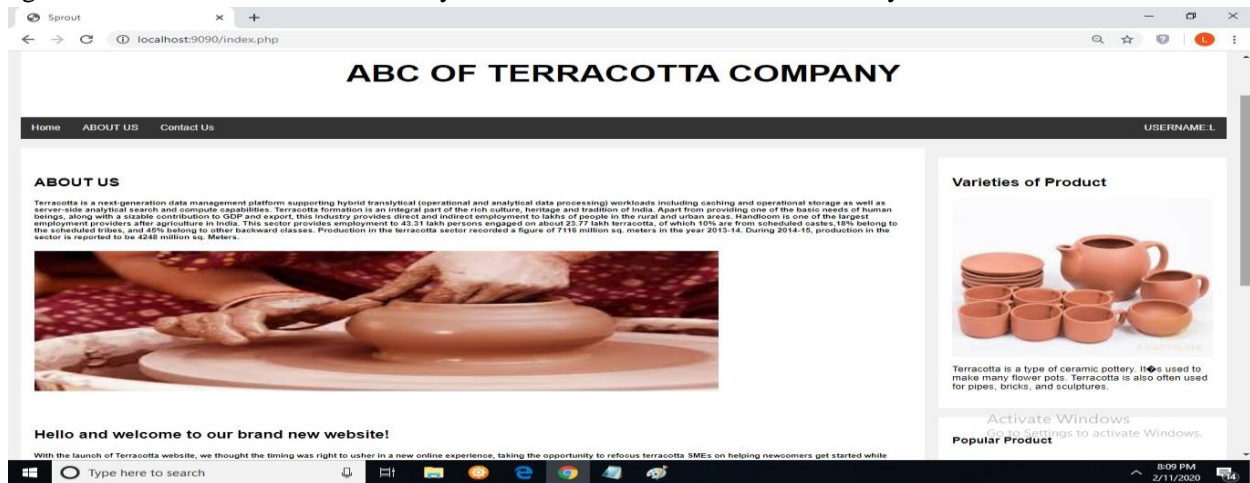 Sprout
localhost:9090/index.php
ABC OF TERRACOTTA COMPANY
Home ABOUT US Contact Us USERNAME:L
ABOUT US
Terracotta is a next-generation data management platform supporting hybrid translytical (operational and analytical data processing) workloads including caching and operational storage as well as
server-side analytical search and compute capabilities. Terracotta formation is an integral part of the rich culture, heritage and tradition of India. Apart from providing one of the basic needs of human
beings, along with a sizable contribution to GDP and export, this Industry provides direct and indirect employment to lakhs of people in the rural and urban areas. Handloom is one of the largest
employment providers after agriculture in India. This sector provides employment to 43.31 lakh persons engaged on about 23.77 lakh terracotta, of which 10% are from scheduled castes,18% belong to
the scheduled tribes, and 45% belong to other backward classes. Production in the terracotta sector recorded a figure of 7116 million sq. meters in the year 2013-14. During 2014-15, production in the
sector is reported to be 4248 million sq. Meters.
Hello and welcome to our brand new website!
With the launch of Terracotta website, we thought the timing was right to usher in a new online experience, taking the opportunity to refocus terracotta SMEs on helping newcomers get started while
Varieties of Product
Terracotta is a type of ceramic pottery. It�s used to
make many flower pots. Terracotta is also often used
for pipes, bricks, and sculptures.
Popular Product
Activate Windows
Go to Settings to activate Windows.
Type here to search
8:09 PM
2/11/2020
14